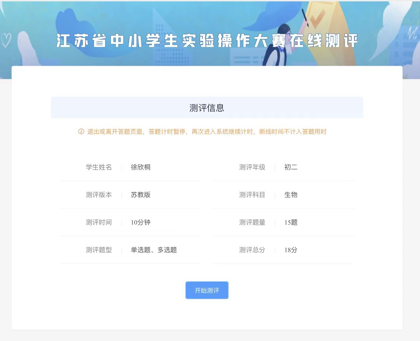 江苏省中小学生实验操作大赛在线测评
测评信息
退出或离开答题页面，答题计时暂停，再次进入系统继续计时，断线时间不计入答题用时
学生姓名 徐欣桐 测评年级 初二
测评版本 苏教版 测评科目 生物
测评时间 10分钟 测评题量 15题
测评题型 单选题、多选题 测评总分 18分
开始测评